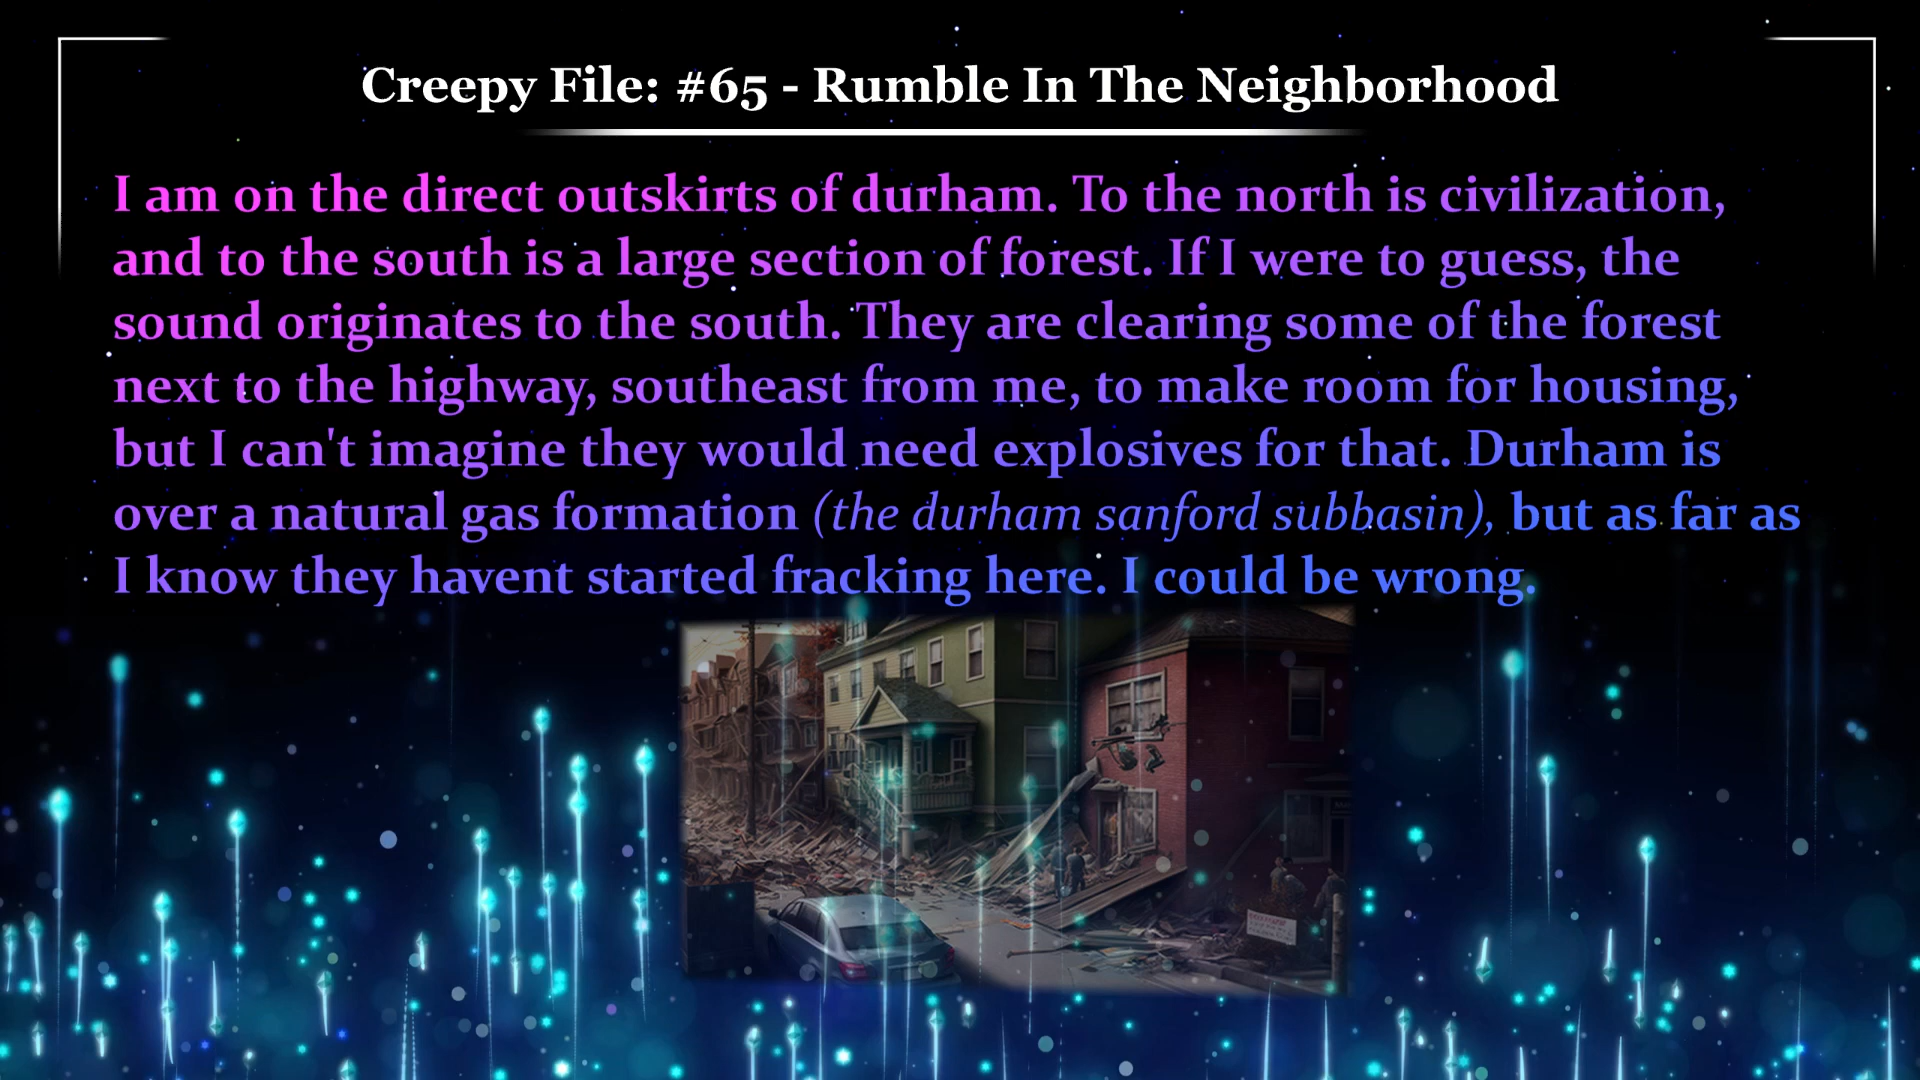 Creepy File: #65 - Rumble In The Neighborhood
I am on the direct outskirts of durham. To the north is civilization,
and to the south is a large section of forest. If I were to guess, the
sound originates to the south. They are clearing some of the forest
next to the highway, southeast from me, to make room for housing,
but I can't imagine they would need explosives for that. Durham is
over a natural gas formation (the durham sanford subbasin), but as far as
I know they havent started fracking here. I could be wrong.